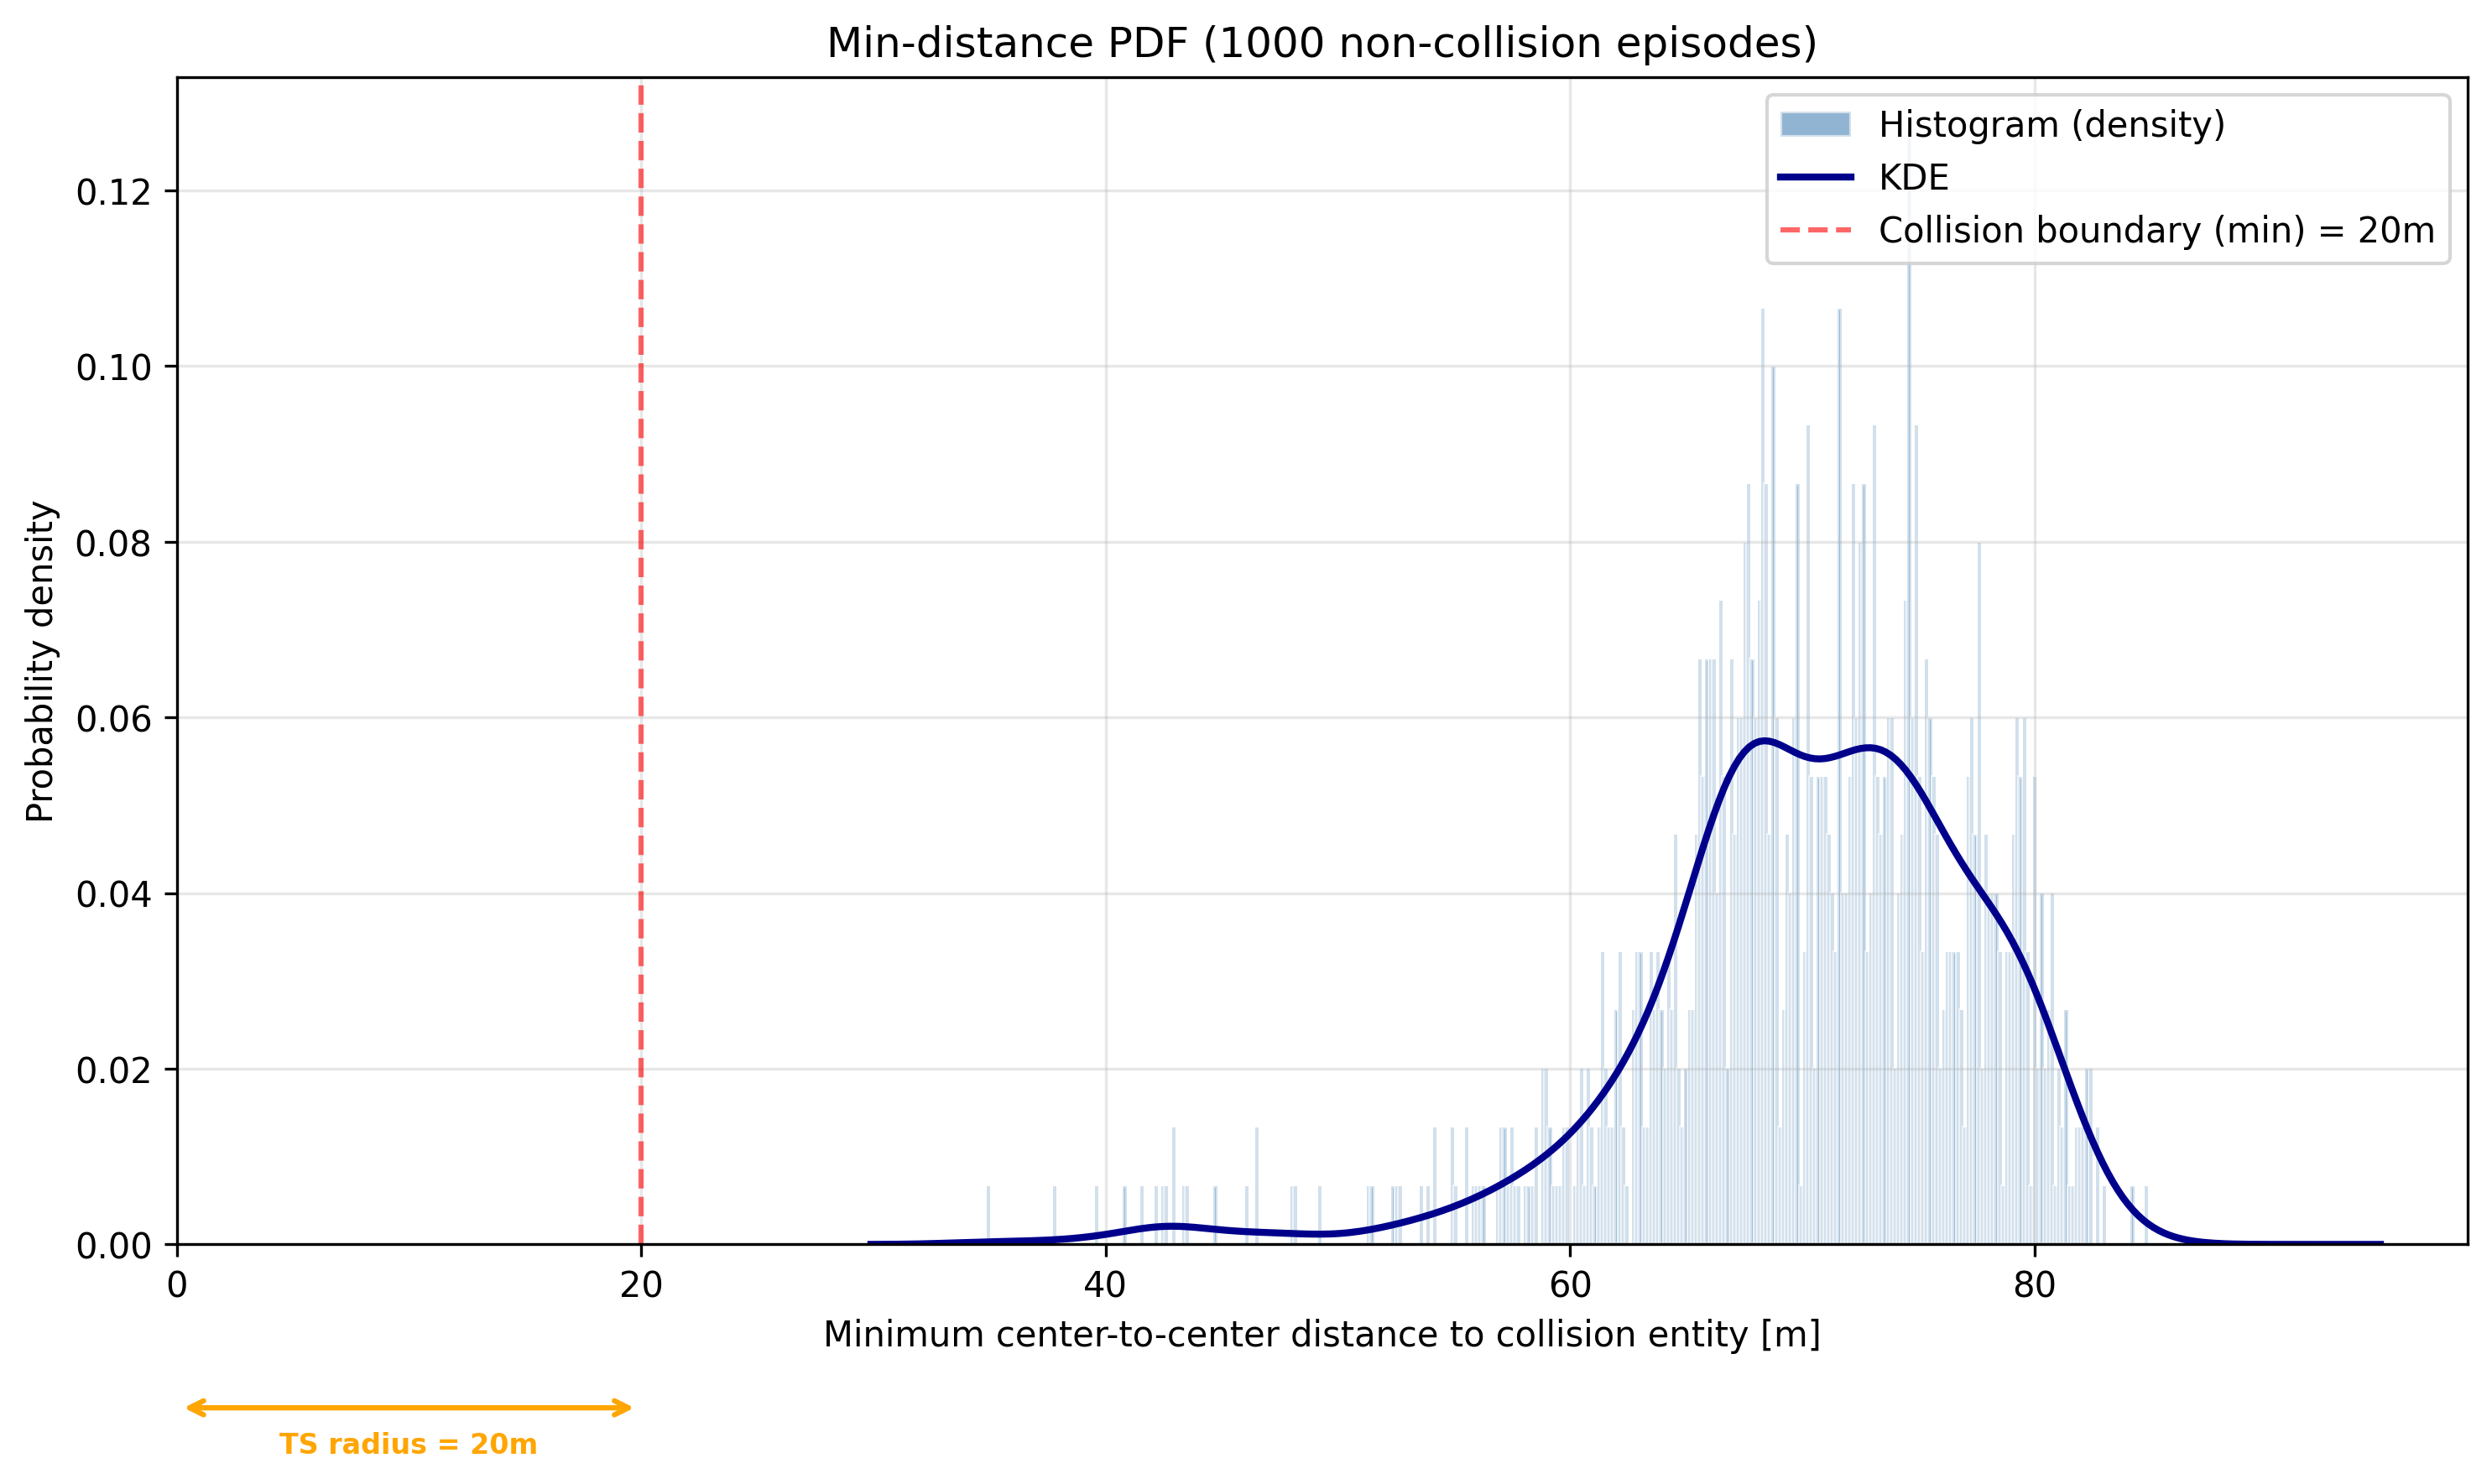 Min-distance PDF (1000 non-collision episodes)
Histogram (density)
KDE
Collision boundary (min) = 20m
Probability density
0.12
0.10
0.08
0.06
0.04
0.02
0.00
0
20
40
60
80
Minimum center-to-center distance to collision entity [m]
TS radius = 20m